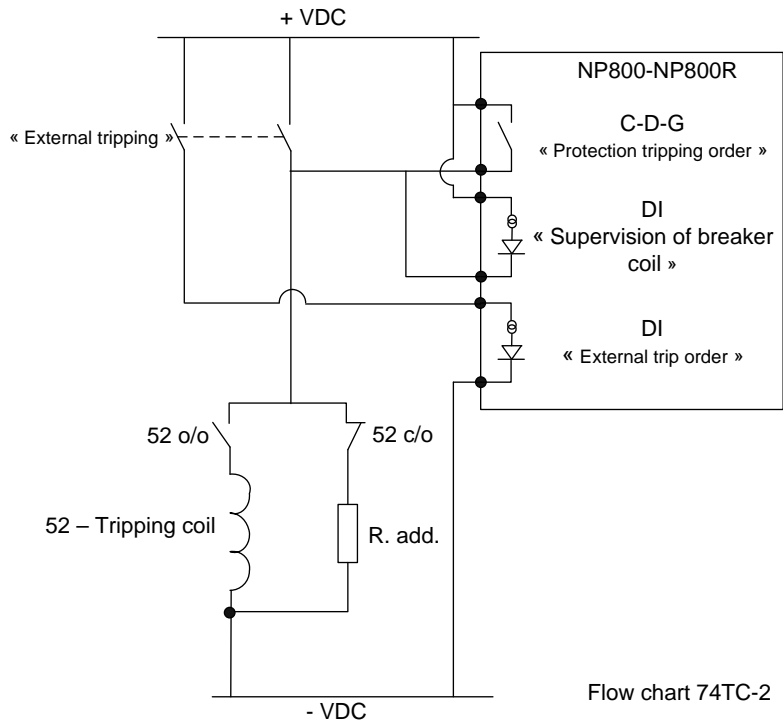 + VDC
NP800-NP800R
C-D-G
« Protection tripping order »
« External tripping »
DI
« Supervision of breaker
coil »
DI
« External trip order »
52 o/o
52 c/o
52 – Tripping coil
R. add.
- VDC
Flow chart 74TC-2